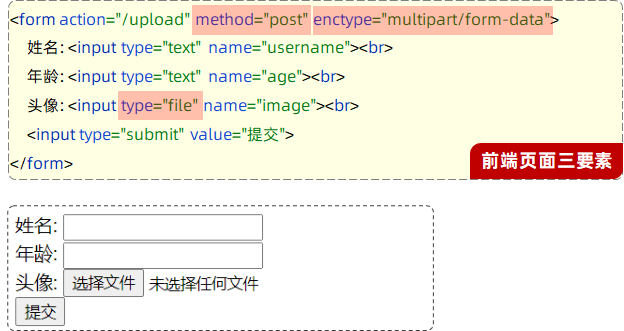 <form action="/upload" method="post" enctype="multipart/form-data">
姓名: <input type="text" name="username"><br>
年龄: <input type="text" name="age"><br>
头像: <input type="file" name="image"><br>
<input type="submit" value="提交">
</form>
前端页面三要素
姓名:
年龄:
头像: 选择文件 未选择任何文件
提交